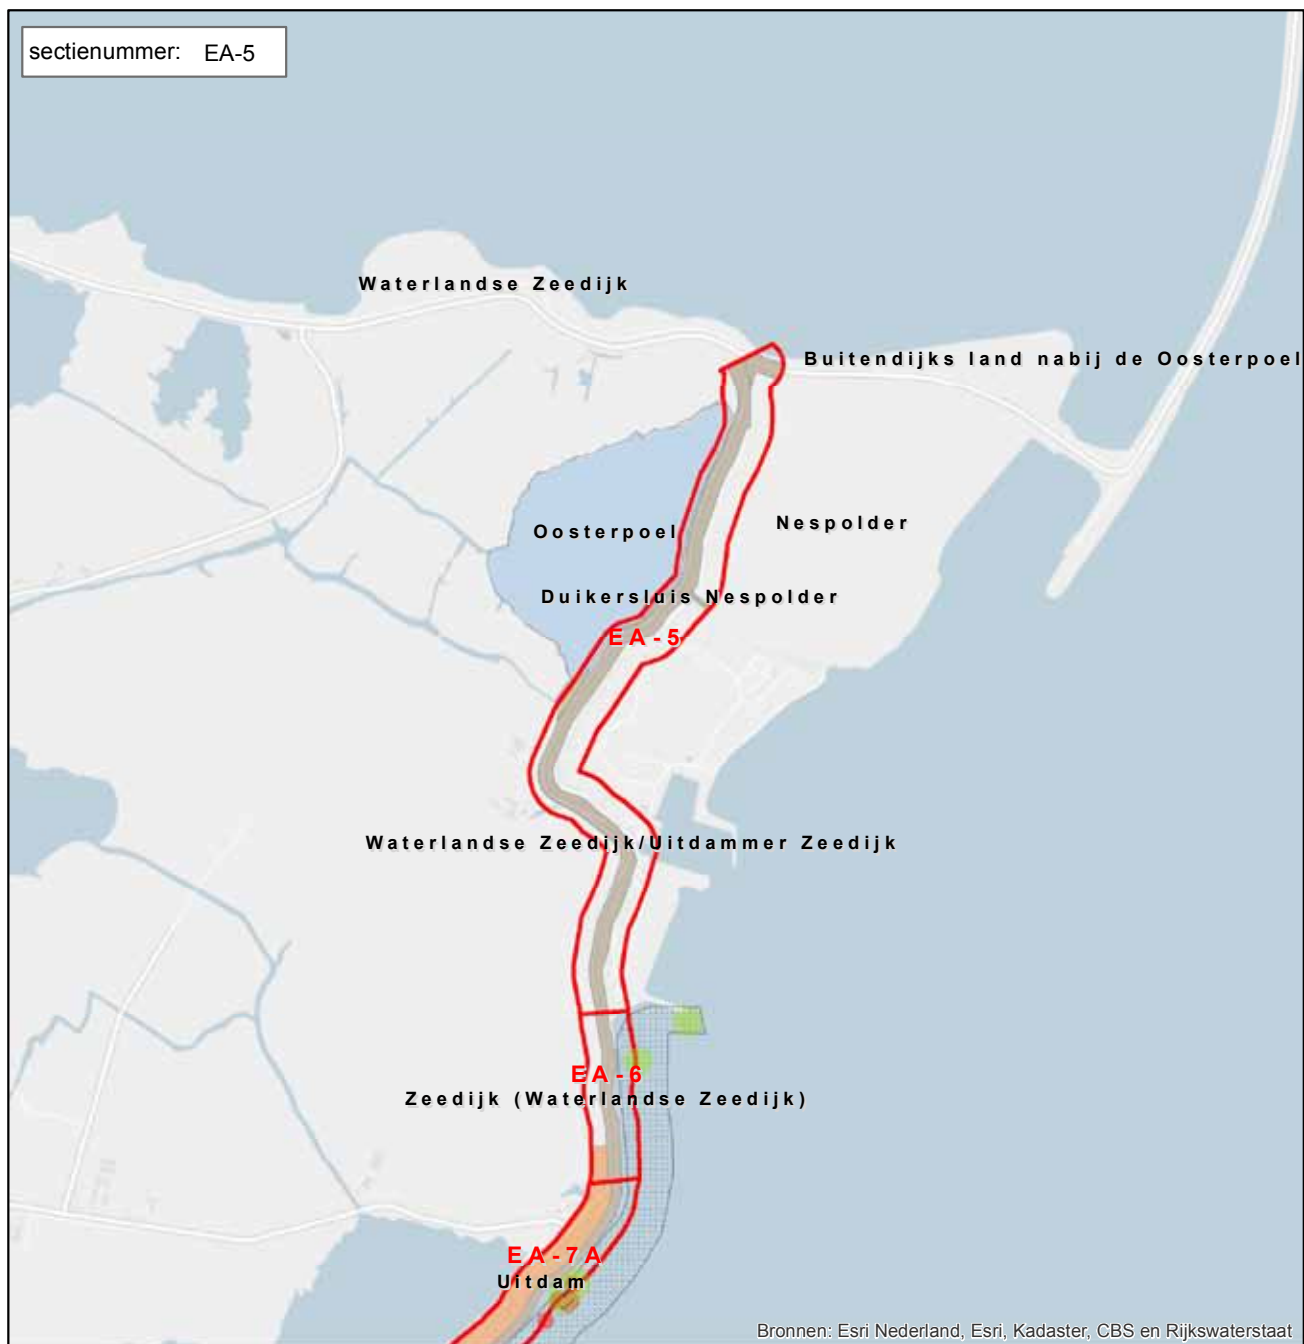 sectienummer: EA-5
Waterlandse Zeedijk
Buitendijks land nabij de Oosterpoel
Nespolder
Oosterpoel
Duikersluis Nespolder
EA-5
Waterlandse Zeedijk/Uitdammer Zeedijk
EA-6
Zeedijk (Waterlandse Zeedijk)
EA-7A
Uitdam
Bronnen: Esri Nederland, Esri, Kadaster, CBS en Rijkswaterstaat